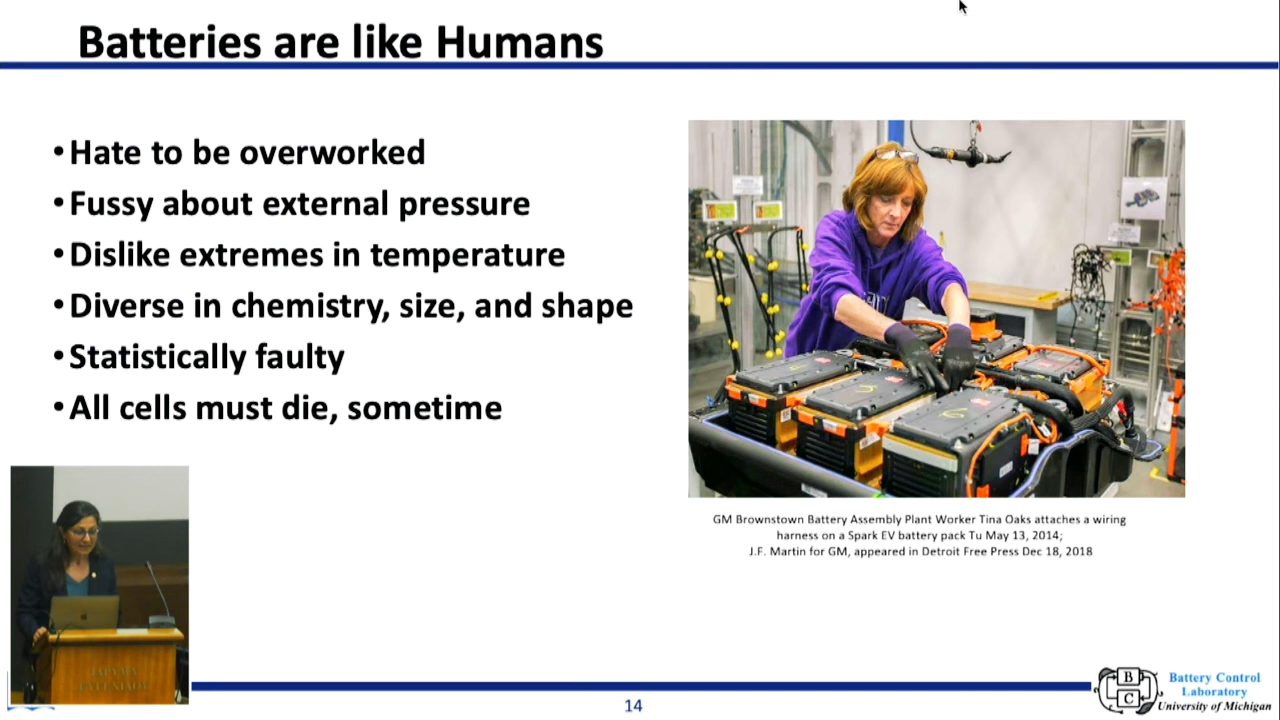 Batteries are like Humans
•Hate to be overworked
•Fussy about external pressure
•Dislike extremes in temperature
•Diverse in chemistry, size, and shape
•Statistically faulty
•All cells must die, sometime
GM Brownstown Battery Assembly Plant Worker Tina Oaks attaches a wiring
harness on a Spark EV battery pack Tu May 13, 2014;
J.F. Martin for GM, appeared in Detroit Free Press Dec 18, 2018
14
B
C
Battery Control
Laboratory
University of Michigan